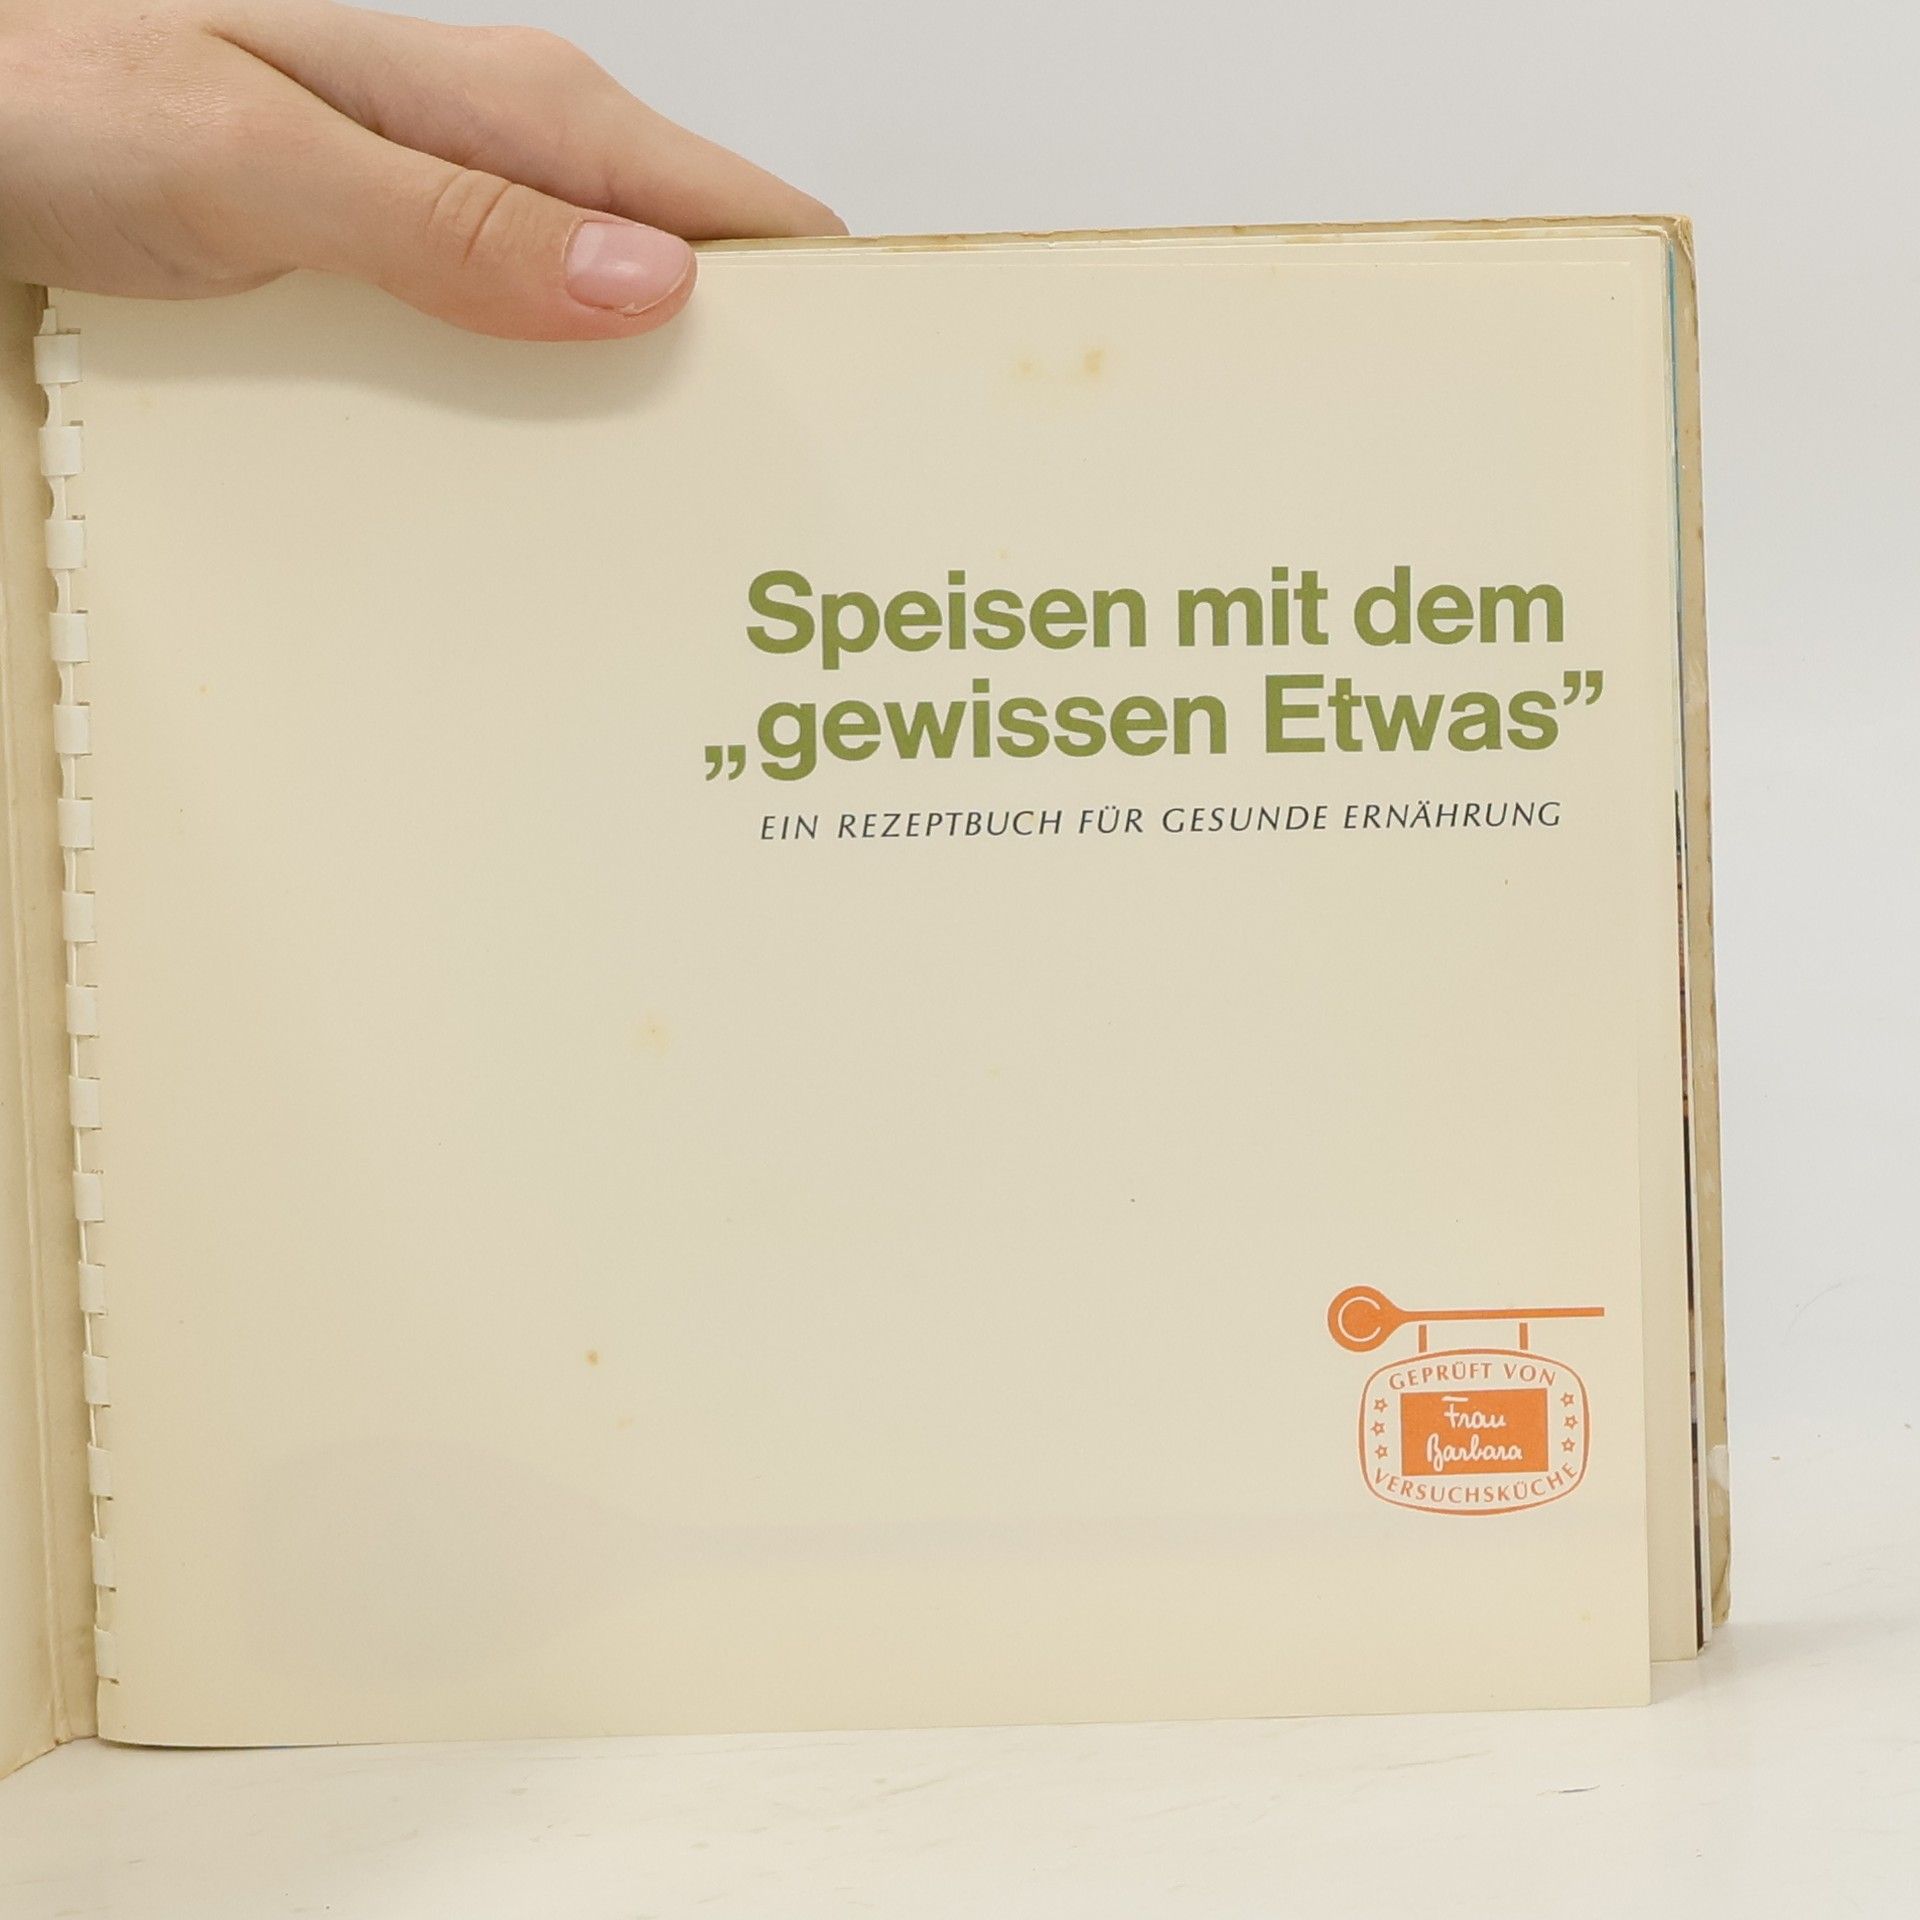 Speisen mit dem
„gewissen Etwas”
EIN REZEPTBUCH FÜR GESUNDE ERNÄHRUNG
GEPRÜFT VON
Frau
Barbara
VERSUCHSKÜCHE